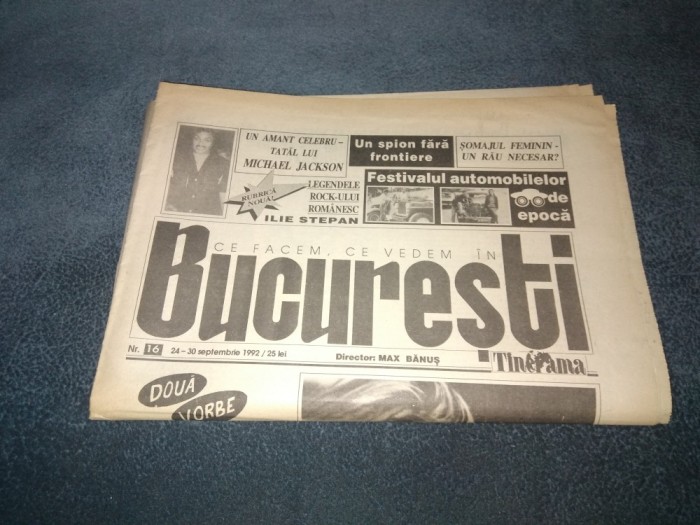 UN AMANT CELEBRU –
TATĂL LUI
MICHAEL JACKSON
Un spion fără
frontiere
ŞOMAJUL FEMININ -
UN RĂU NECESAR?
RUBRICĂ
NOUĂ!
LEGENDELE
ROCK-ULUI
ROMÂNESC
ILIE STEPAN
Festivalul automobilelor
de
epocă
CE FACEM, CE VEDEM ÎN
Bucureşti
Nr. 16 24–30 septembrie 1992 / 25 lei Director: MAX BĂNUŞ
Tinerama
DOUĂ
VORBE